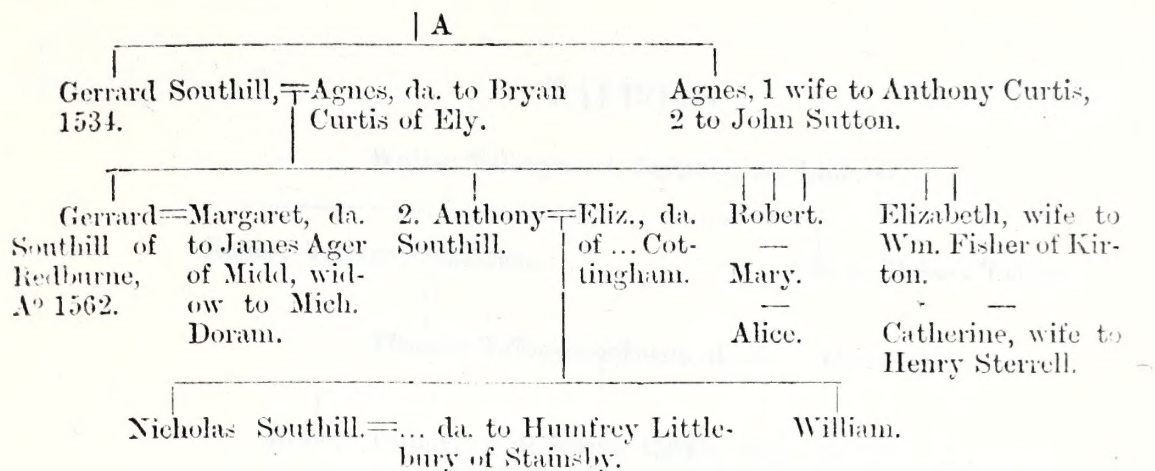 A
Gerrard Southill,=Agnes, da. to Bryan
1534. Curtis of Ely.
Agnes, 1 wife to Anthony Curtis,
2 to John Sutton.
Gerrard=Margaret, da.
Southill of to James Ager
Redburne, of Midd, wid-
Aº 1562. ow to Mich.
Doram.
2. Anthony=Eliz., da.
Southill. of ... Cot-
tingham.
Robert.
—
Mary.
—
Alice.
Elizabeth, wife to
Wm. Fisher of Kir-
ton.
—
Catherine, wife to
Henry Sterrell.
Nicholas Southill.=... da. to Humfrey Little-
bury of Stainsby.
William.